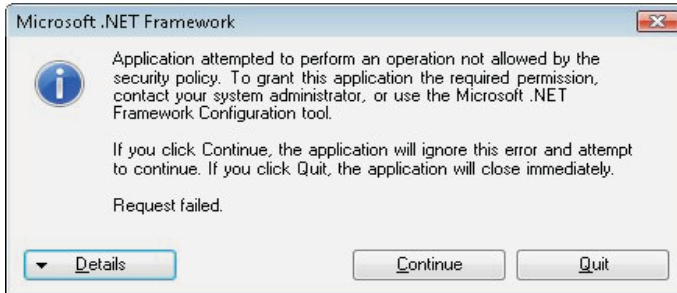 Microsoft .NET Framework
Application attempted to perform an operation not allowed by the
security policy. To grant this application the required permission,
contact your system administrator, or use the Microsoft .NET
Framework Configuration tool.
If you click Continue, the application will ignore this error and attempt
to continue. If you click Quit, the application will close immediately.
Request failed.
Details Continue Quit